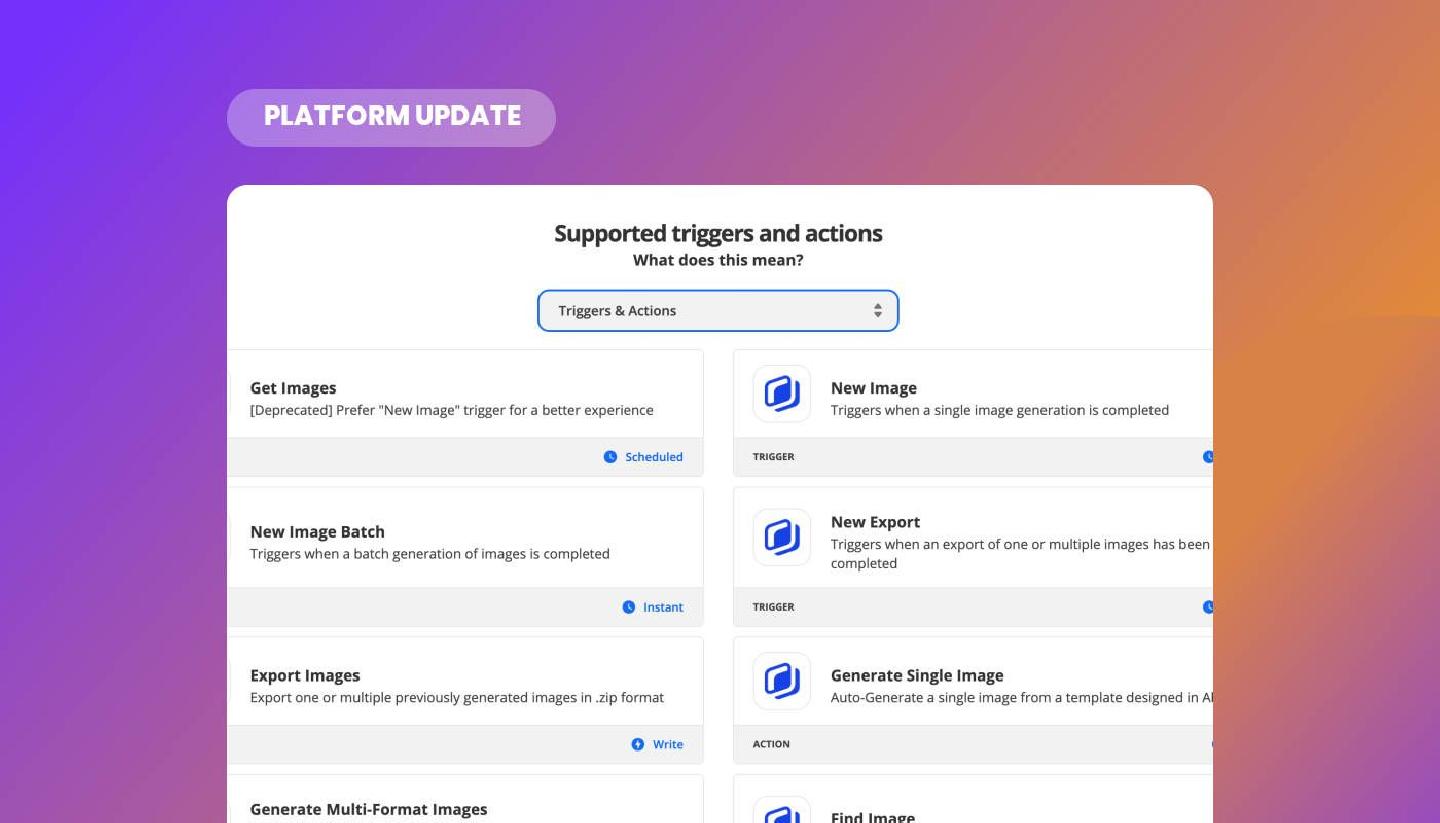 PLATFORM UPDATE
Supported triggers and actions
What does this mean?
Triggers & Actions
Get Images
[Deprecated] Prefer "New Image" trigger for a better experience
Scheduled
New Image
Triggers when a single image generation is completed
TRIGGER
New Image Batch
Triggers when a batch generation of images is completed
Instant
New Export
Triggers when an export of one or multiple images has been
completed
TRIGGER
Export Images
Export one or multiple previously generated images in .zip format
Write
Generate Single Image
Auto-Generate a single image from a template designed in
ACTION
Generate Multi-Format Images
Find Image